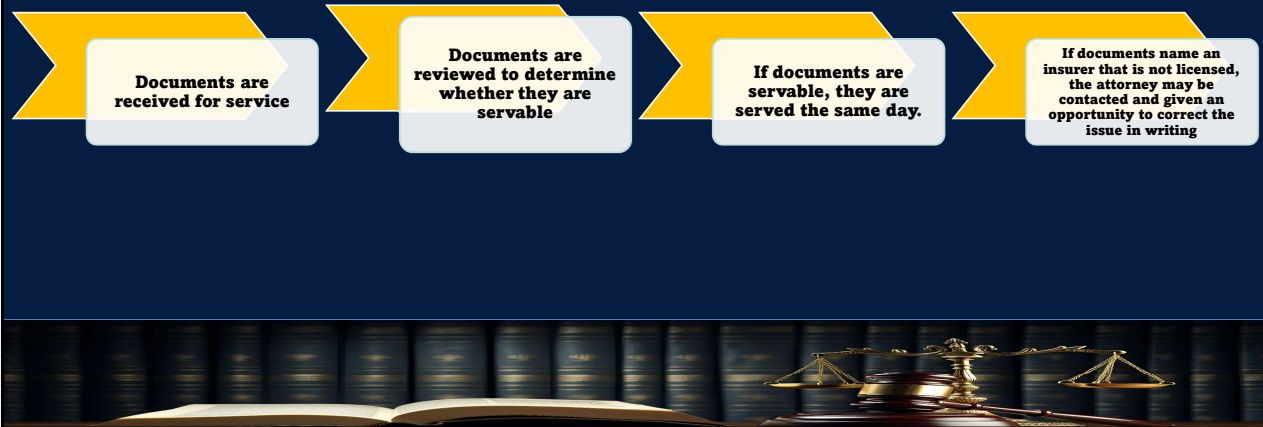 Documents are
received for service
Documents are
reviewed to determine
whether they are
servable
If documents are
servable, they are
served the same day.
If documents name an
insurer that is not licensed,
the attorney may be
contacted and given an
opportunity to correct the
issue in writing